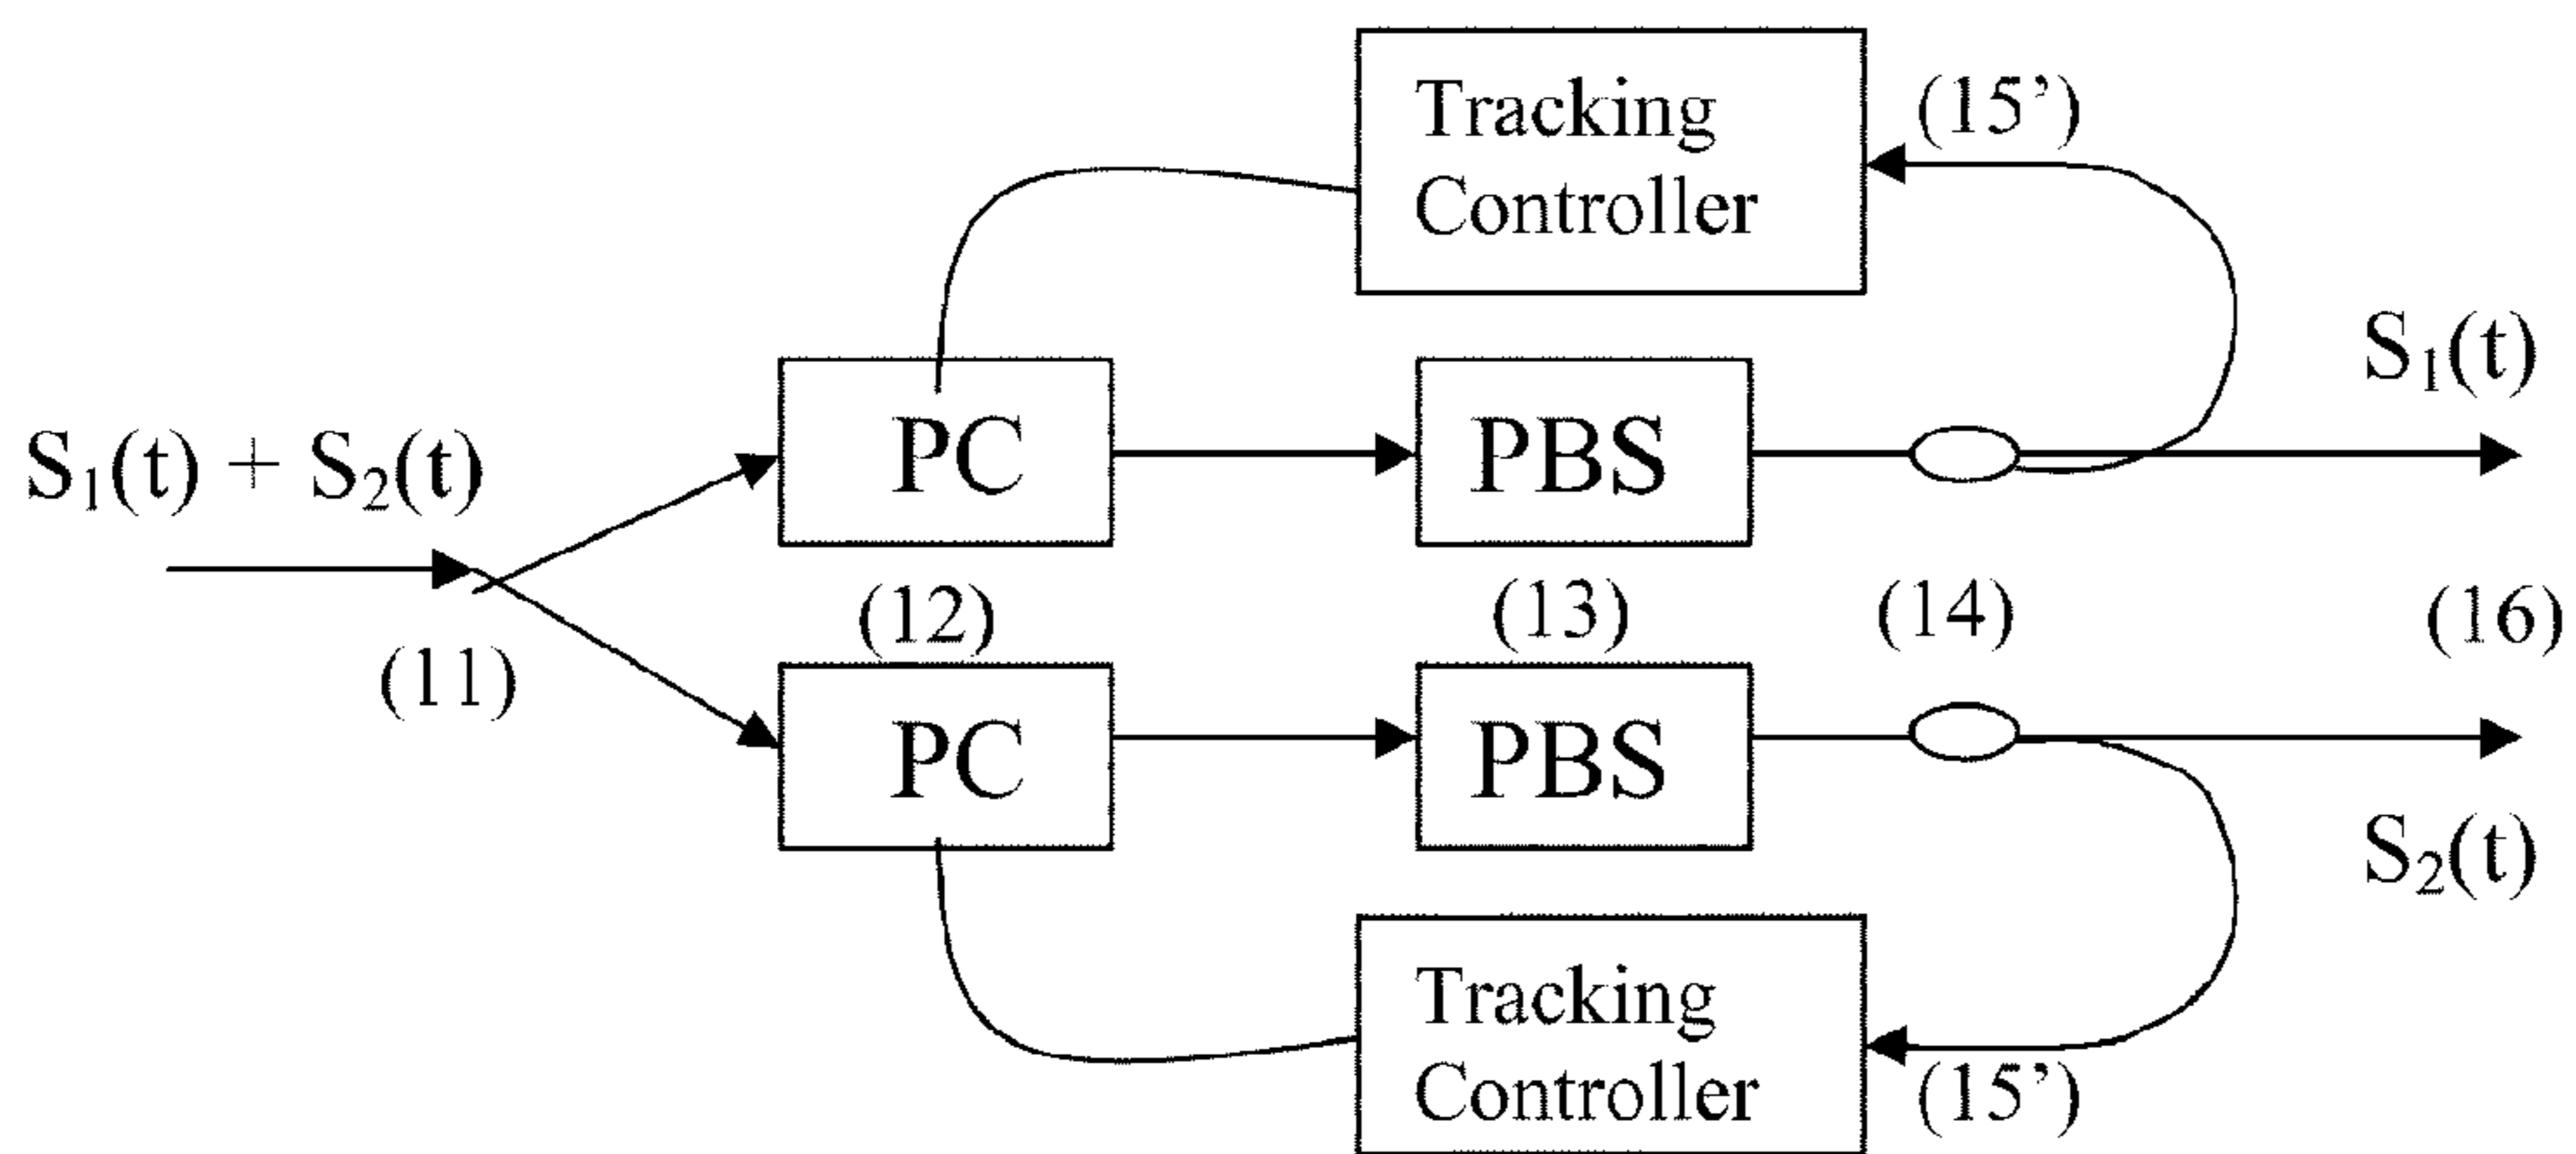 Tracking
Controller
(15’)
S₁(t)
S₁(t) + S₂(t)
PC
PBS
(11)
(12)
(13)
(14)
(16)
PC
PBS
S₂(t)
Tracking
Controller
(15’)